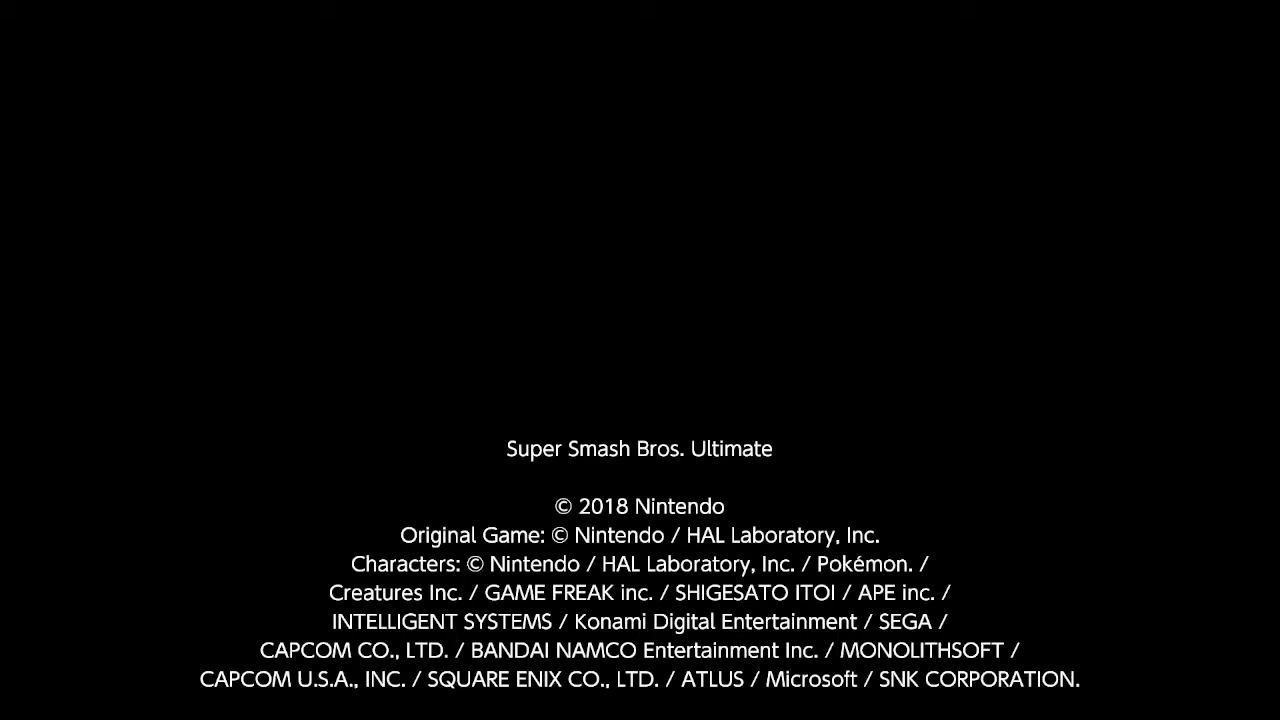 Super Smash Bros. Ultimate
© 2018 Nintendo
Original Game: © Nintendo / HAL Laboratory, Inc.
Characters: © Nintendo / HAL Laboratory, Inc. / Pokémon. /
Creatures Inc. / GAME FREAK inc. / SHIGESATO ITOI / APE inc. /
INTELLIGENT SYSTEMS / Konami Digital Entertainment / SEGA /
CAPCOM CO., LTD. / BANDAI NAMCO Entertainment Inc. / MONOLITHSOFT /
CAPCOM U.S.A., INC. / SQUARE ENIX CO., LTD. / ATLUS / Microsoft / SNK CORPORATION.